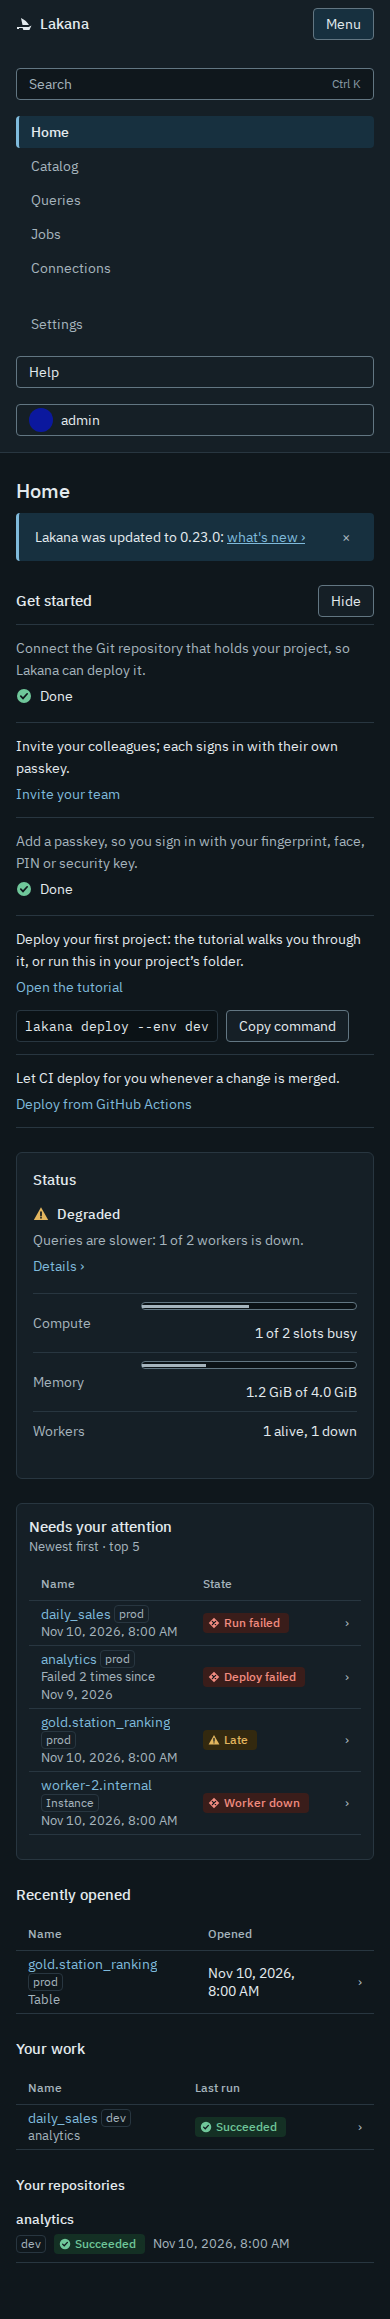 Lakana
Menu
Search Ctrl K
Home
Catalog
Queries
Jobs
Connections
Settings
Help
admin
Home
Lakana was updated to 0.23.0: what's new › ×
Get started
Hide
Connect the Git repository that holds your project, so
Lakana can deploy it.
Done
Invite your colleagues; each signs in with their own
passkey.
Invite your team
Add a passkey, so you sign in with your fingerprint, face,
PIN or security key.
Done
Deploy your first project: the tutorial walks you through
it, or run this in your project’s folder.
Open the tutorial
lakana deploy --env dev Copy command
Let CI deploy for you whenever a change is merged.
Deploy from GitHub Actions
Status
Degraded
Queries are slower: 1 of 2 workers is down.
Details ›
Compute 1 of 2 slots busy
Memory 1.2 GiB of 4.0 GiB
Workers 1 alive, 1 down
Needs your attention
Newest first · top 5
Name State
daily_sales prod
Nov 10, 2026, 8:00 AM
Run failed ›
analytics prod
Failed 2 times since
Nov 9, 2026
Deploy failed ›
gold.station_ranking
prod
Nov 10, 2026, 8:00 AM
Late ›
worker-2.internal
Instance
Nov 10, 2026, 8:00 AM
Worker down ›
Recently opened
Name Opened
gold.station_ranking
prod
Table
Nov 10, 2026,
8:00 AM
›
Your work
Name Last run
daily_sales dev
analytics
Succeeded ›
Your repositories
analytics
dev Succeeded Nov 10, 2026, 8:00 AM